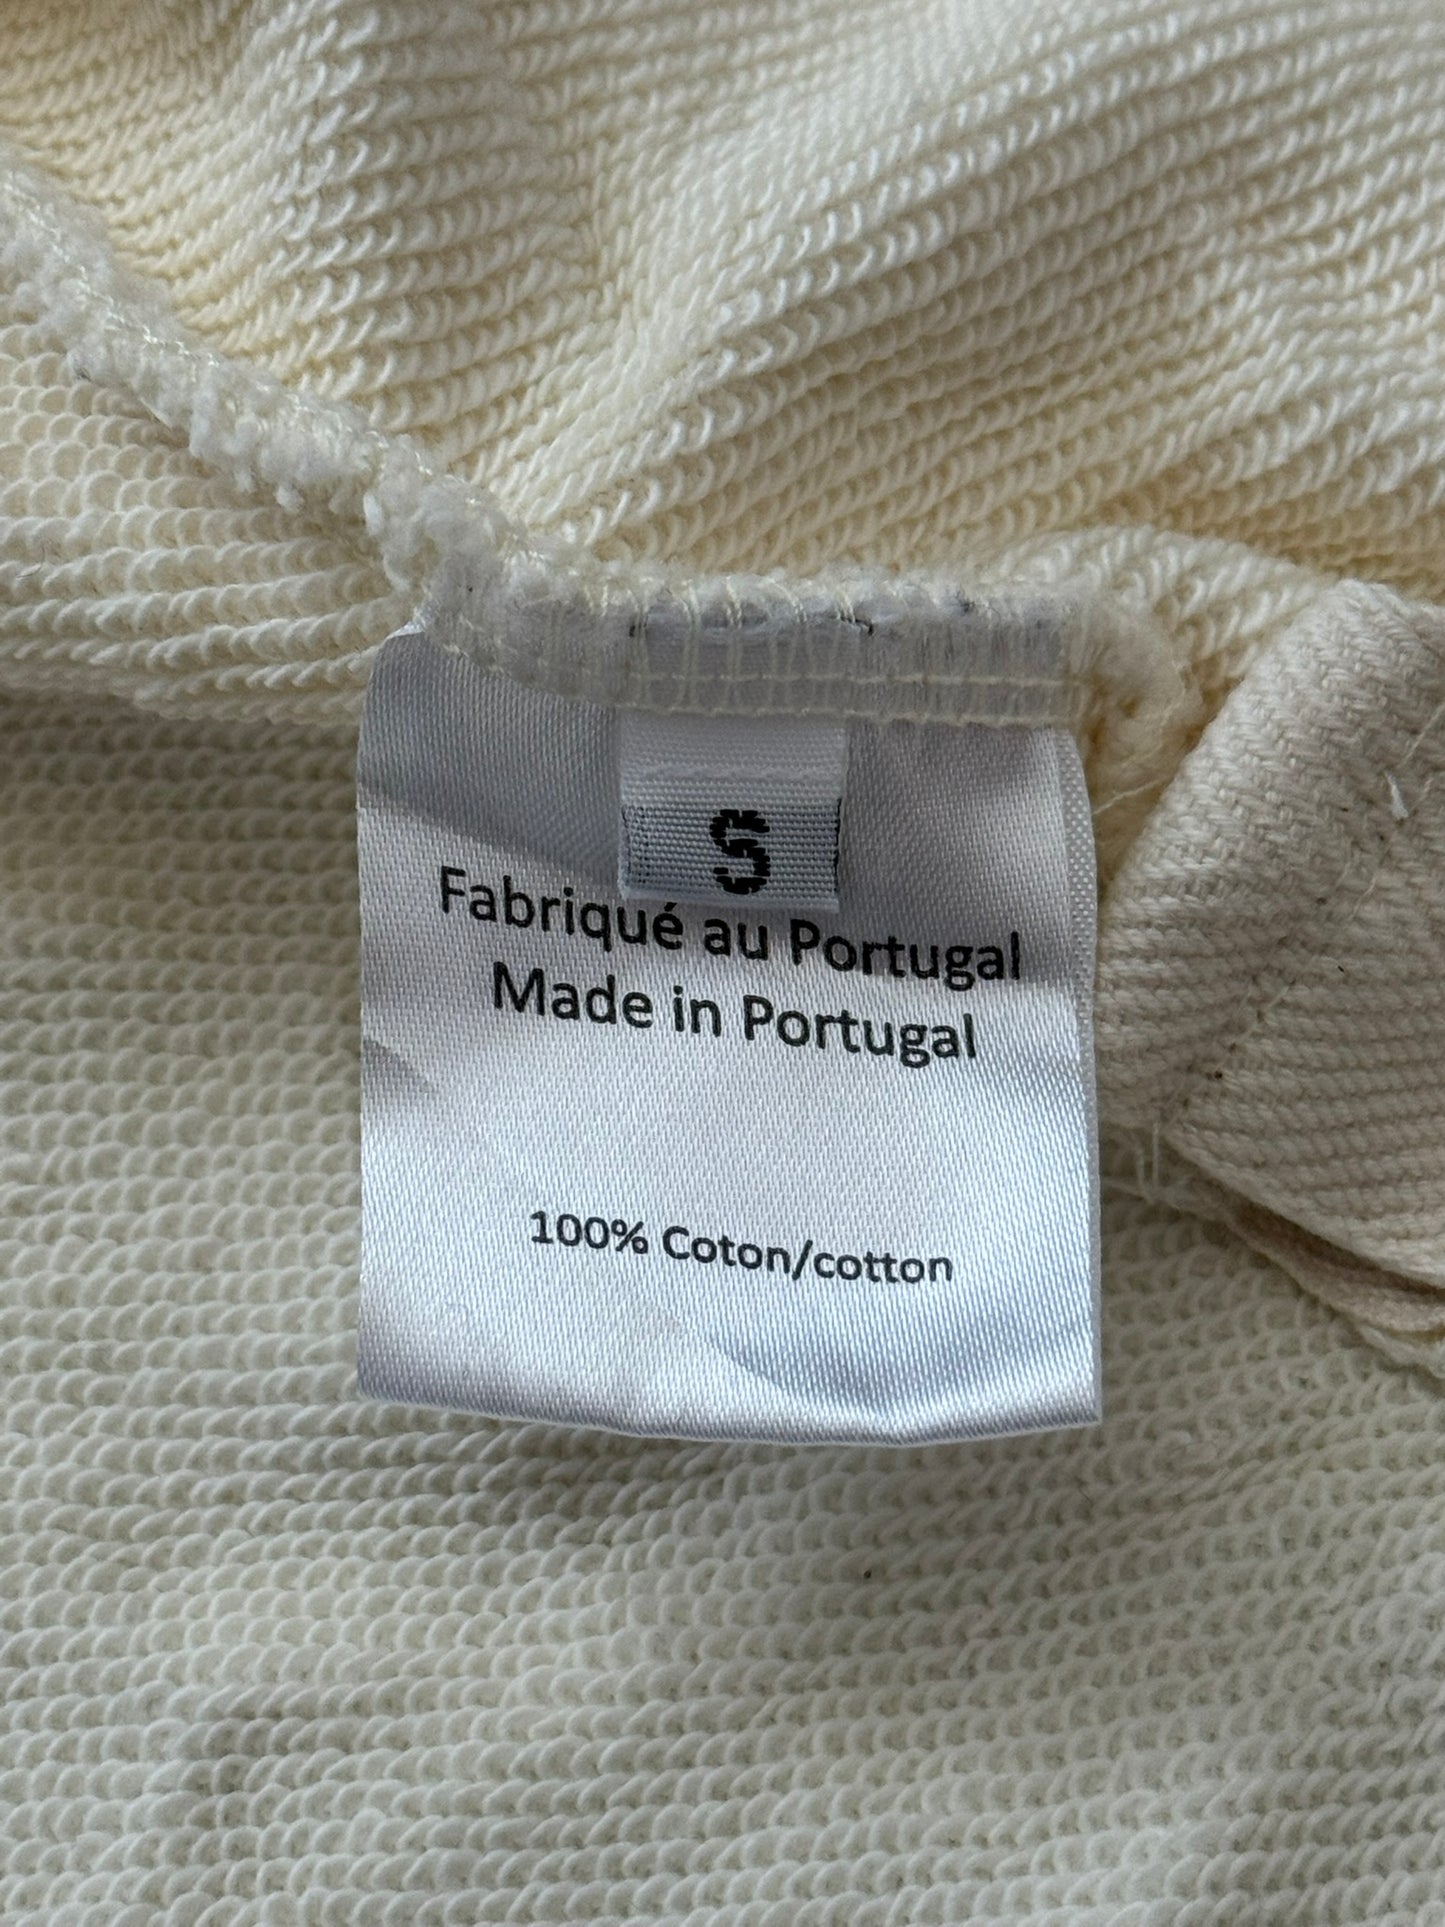 S
Fabriqué au Portugal
Made in Portugal
100% Coton/cotton